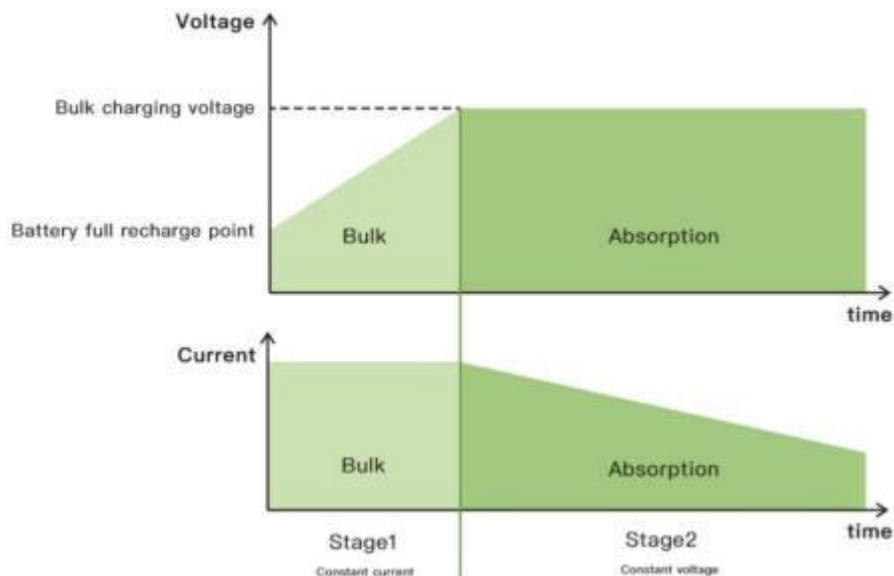 Voltage
Bulk charging voltage
Battery full recharge point
Bulk
Absorption
time
Current
Bulk
Absorption
time
Stage1
Stage2
Constant current
Constant voltage